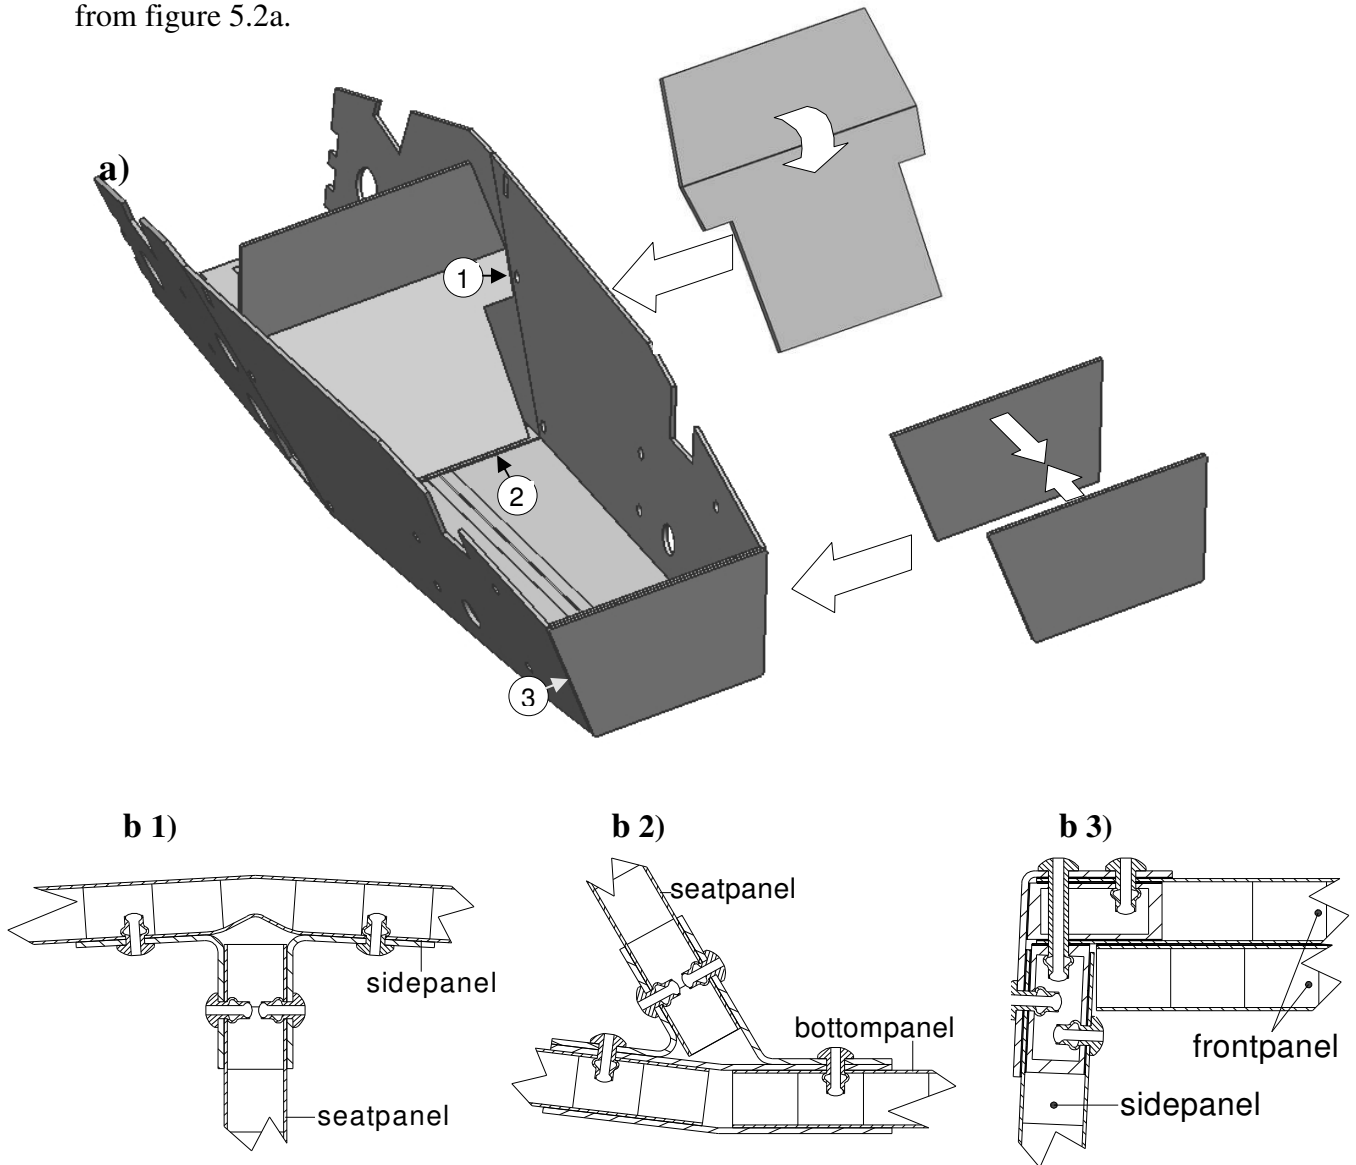 from figure 5.2a.
a)
1
2
3
b 1)
b 2)
b 3)
sidepanel
seatpanel
seatpanel
bottompanel
frontpanel
sidepanel